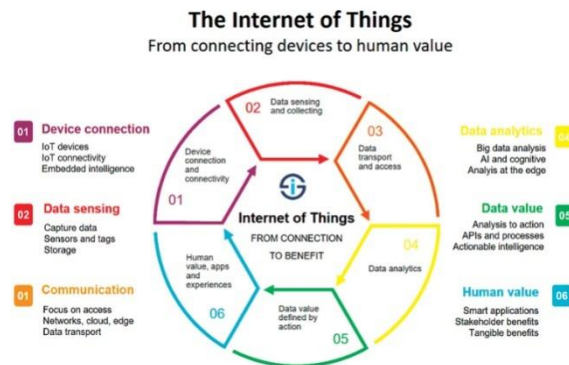 The Internet of Things
From connecting devices to human value
01 Device connection
IoT devices
IoT connectivity
Embedded intelligence
02 Data sensing
Capture data
Sensors and tags
Storage
01 Communication
Focus on access
Networks, cloud, edge
Data transport
02
Data sensing
and collecting
03
Data
transport
and access
Device
connection
and
connectivity
01
Internet of Things
FROM CONNECTION
TO BENEFIT
04
Data analytics
Human
value, apps
and
experiences
06
Data value
defined by
action
05
Data analytics 04
Big data analysis
AI and cognitive
Analyis at the edge
Data value 05
Analysis to action
APIs and processes
Actionable intelligence
Human value 06
Smart applications
Stakeholder benefits
Tangible benefits